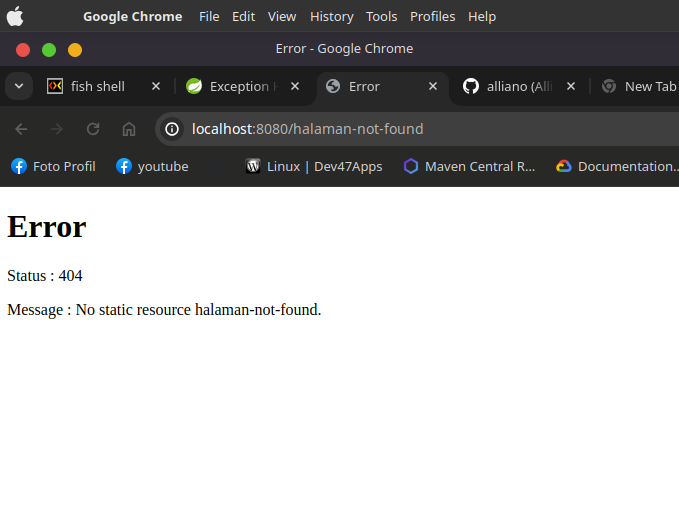 Google Chrome File Edit View History Tools Profiles Help
Error - Google Chrome
fish shell Exception Error alliano (Alli New Tab
localhost:8080/halaman-not-found
Foto Profil youtube Linux | Dev47Apps Maven Central R... Documentation...
Error
Status : 404
Message : No static resource halaman-not-found.